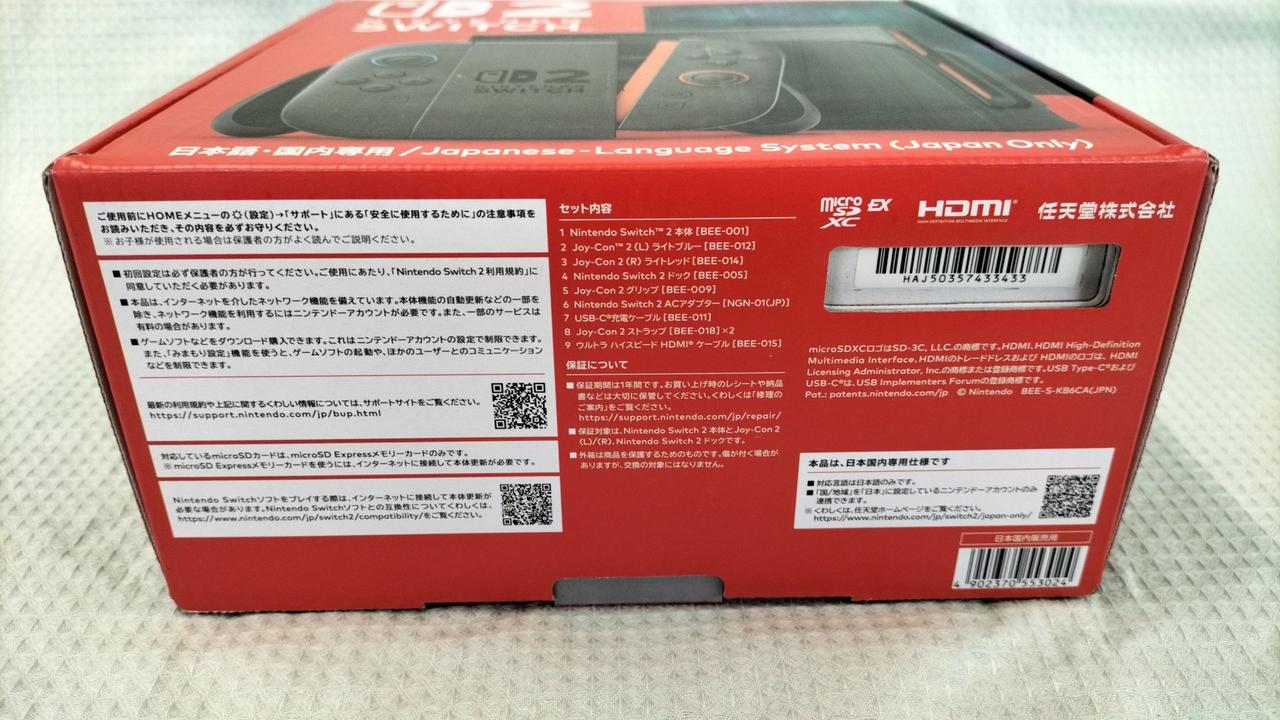 2
SWITCH
2
SWITCH
日本語・国内専用 / Japanese-Language System (Japan Only)
ご使用前にHOMEメニューの(設定)→「サポート」にある「安全に使用するために」の注意事項を
お読みいただき、その内容を必ずお守りください。
※お子様が使用される場合は保護者の方がよく読んでご説明ください。
■初回設定は必ず保護者の方が行ってください。ご使用にあたり、「Nintendo Switch 2 利用規約」に
同意していただく必要があります。
■本品は、インターネットを介したネットワーク機能を備えています。本体機能の自動更新などの一部を
除き、ネットワーク機能を利用するにはニンテンドーアカウントが必要です。また、一部のサービスは
有料の場合があります。
■ゲームソフトなどをダウンロード購入できます。これはニンテンドーアカウントの設定で制限できます。
また、「みまもり設定」機能を使うと、ゲームソフトの起動や、ほかのユーザーとのコミュニケーション
などを制限できます。
最新の利用規約や上記に関するくわしい情報については、サポートサイトをご覧ください。
https://support.nintendo.com/jp/bup.html
対応しているmicroSDカードは、microSD Expressメモリーカードのみです。
※microSD Expressメモリーカードを使うには、インターネットに接続して本体更新が必要です。
Nintendo Switchソフトをプレイする際は、インターネットに接続して本体更新が
必要な場合があります。Nintendo Switchソフトとの互換性についてくわしくは、
https://www.nintendo.com/jp/switch2/compatibility/をご覧ください。
セット内容
1 Nintendo Switch™ 2 本体 [BEE-001]
2 Joy-Con™ 2 (L) ライトブルー [BEE-012]
3 Joy-Con 2 (R) ライトレッド [BEE-014]
4 Nintendo Switch 2 ドック [BEE-005]
5 Joy-Con 2 グリップ [BEE-009]
6 Nintendo Switch 2 ACアダプター [NGN-01(JP)]
7 USB-C®充電ケーブル [BEE-011]
8 Joy-Con 2 ストラップ [BEE-018]×2
9 ウルトラ ハイスピード HDMI® ケーブル [BEE-015]
保証について
■保証期間は1年間です。お買い上げ時のレシートや納品
書などは大切に保管してください。くわしくは「修理の
ご案内」をご覧ください。
https://support.nintendo.com/jp/repair/
■保証対象は、Nintendo Switch 2 本体とJoy-Con 2
(L)/(R)、Nintendo Switch 2 ドックです。
■外箱は商品を保護するためのものです。傷が付く場合が
ありますが、交換の対象にはなりません。
micro SD XC EX
HDMI®
HIGH-DEFINITION MULTIMEDIA INTERFACE
任天堂株式会社
HAJ50357433433
microSDXCロゴはSD-3C, LLC.の商標です。HDMI、HDMI High-Definition
Multimedia Interface、HDMIのトレードドレスおよび HDMIのロゴは、HDMI
Licensing Administrator, Inc.の商標または登録商標です。USB Type-C®および
USB-C®は、USB Implementers Forumの登録商標です。
Pat.: patents.nintendo.com/jp © Nintendo BEE-S-KB6CA(JPN)
本品は、日本国内専用仕様です
■対応言語は日本語のみです。
■「国/地域」を「日本」に設定しているニンテンドーアカウントのみ
連携できます。
※くわしくは、任天堂ホームページをご覧ください。
https://www.nintendo.com/jp/switch2/japan-only/
日本国内販売用
4 902370 553024